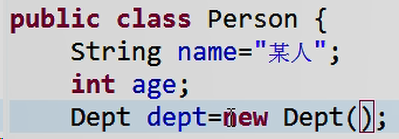 public class Person {
String name="某人";
int age;
Dept dept=new Dept();